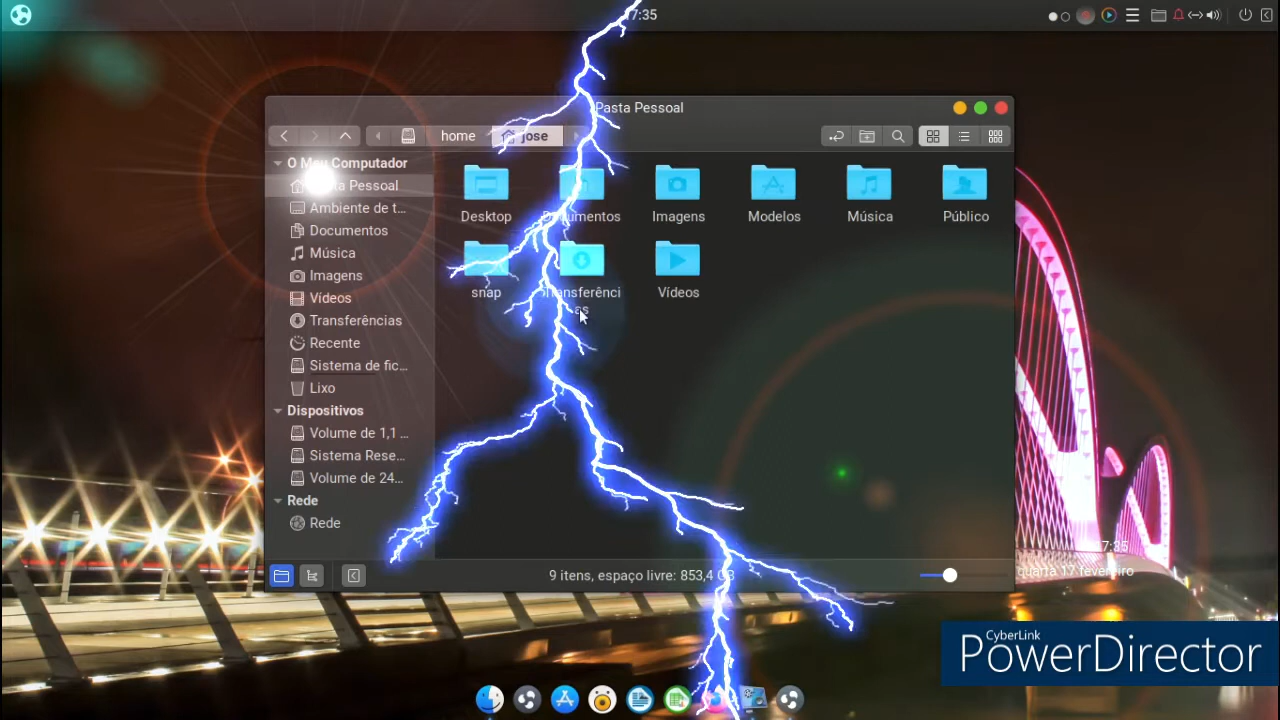 17:35
Pasta Pessoal
home
jose
O Meu Computador
Pasta Pessoal
Ambiente de t...
Documentos
Música
Imagens
Vídeos
Transferências
Recente
Sistema de fic...
Lixo
Dispositivos
Volume de 1,1 ...
Sistema Rese...
Volume de 24...
Rede
Rede
Desktop
Documentos
Imagens
Modelos
Música
Público
snap
Transferênci
as
Vídeos
9 itens, espaço livre: 853,4 GB
17:35
quarta 17 fevereiro
CyberLink
PowerDirector